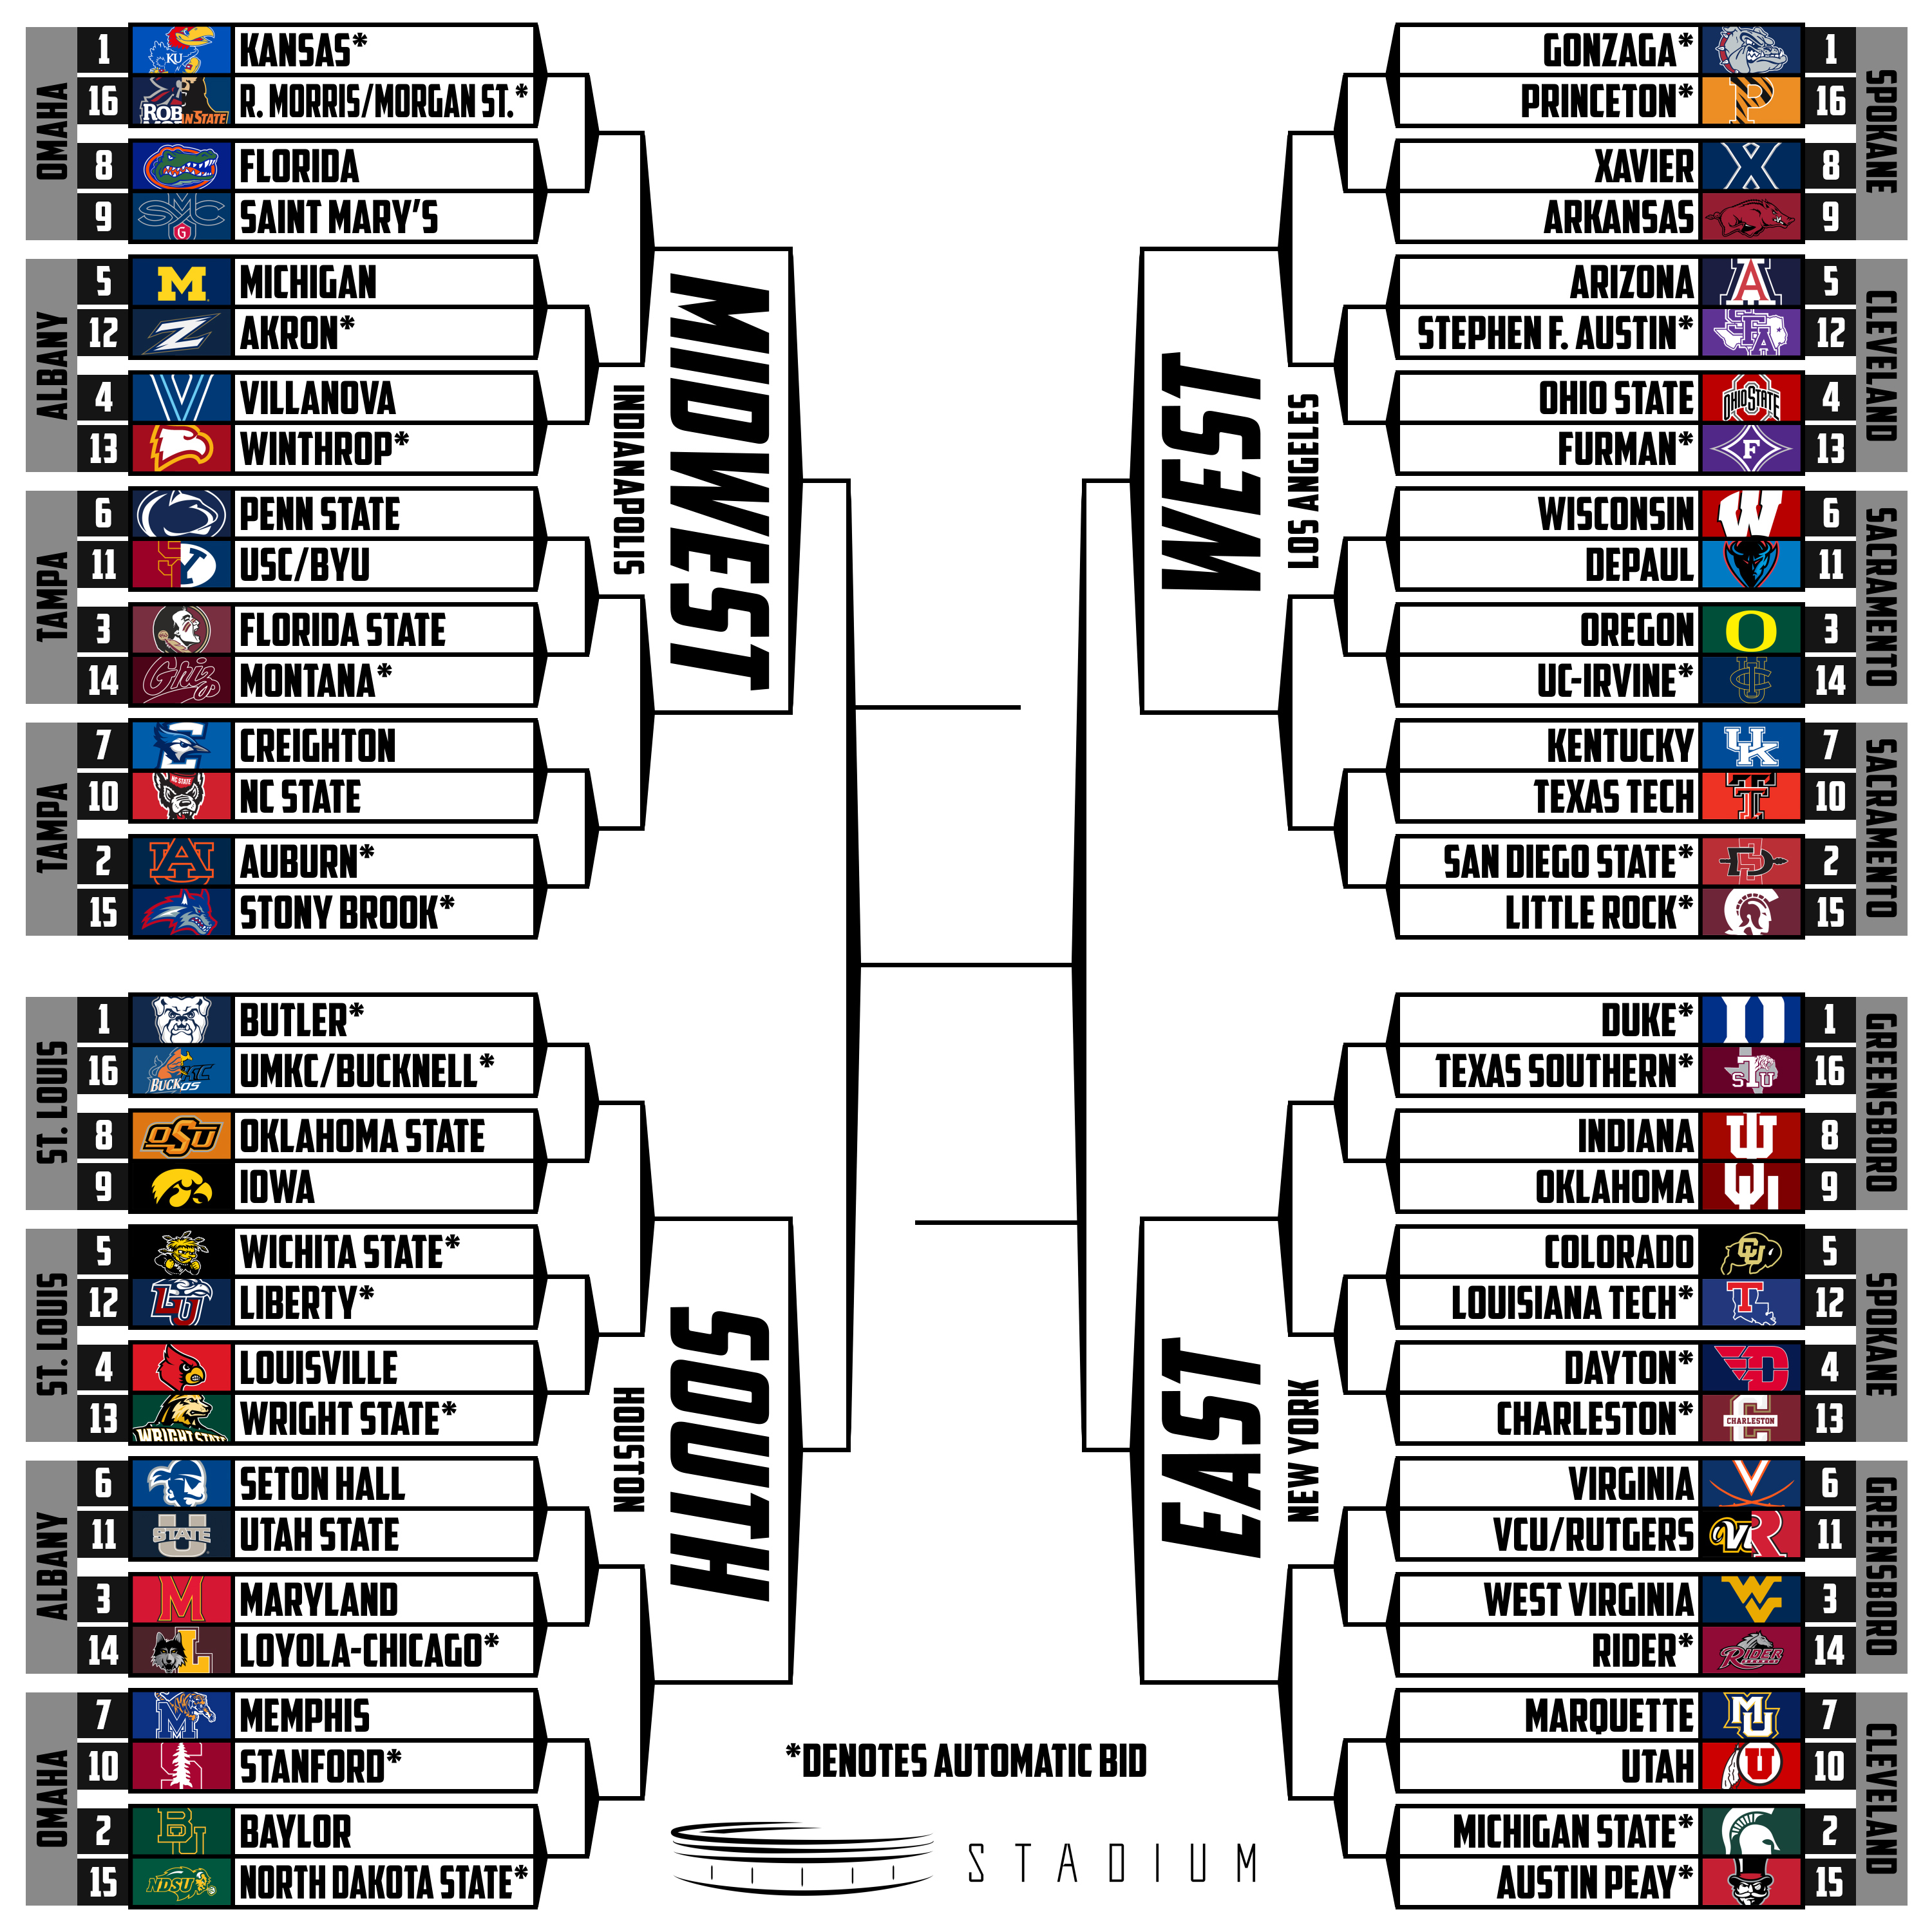 OMAHA
1 KANSAS*
16 R. MORRIS/MORGAN ST.*
8 FLORIDA
9 SAINT MARY'S
ALBANY
5 MICHIGAN
12 AKRON*
4 VILLANOVA
13 WINTHROP*
TAMPA
6 PENN STATE
11 USC/BYU
3 FLORIDA STATE
14 MONTANA*
TAMPA
7 CREIGHTON
10 NC STATE
2 AUBURN*
15 STONY BROOK*
INDIANAPOLIS
MIDWEST
ST. LOUIS
1 BUTLER*
16 UMKC/BUCKNELL*
8 OKLAHOMA STATE
9 IOWA
ST. LOUIS
5 WICHITA STATE*
12 LIBERTY*
4 LOUISVILLE
13 WRIGHT STATE*
ALBANY
6 SETON HALL
11 UTAH STATE
3 MARYLAND
14 LOYOLA-CHICAGO*
OMAHA
7 MEMPHIS
10 STANFORD*
2 BAYLOR
15 NORTH DAKOTA STATE*
HOUSTON
SOUTH
GONZAGA* 1
PRINCETON* 16
XAVIER 8
ARKANSAS 9
SPOKANE
ARIZONA 5
STEPHEN F. AUSTIN* 12
OHIO STATE 4
FURMAN* 13
CLEVELAND
WISCONSIN 6
DEPAUL 11
OREGON 3
UC-IRVINE* 14
SACRAMENTO
KENTUCKY 7
TEXAS TECH 10
SAN DIEGO STATE* 2
LITTLE ROCK* 15
SACRAMENTO
WEST
LOS ANGELES
DUKE* 1
TEXAS SOUTHERN* 16
INDIANA 8
OKLAHOMA 9
GREENSBORO
COLORADO 5
LOUISIANA TECH* 12
DAYTON* 4
CHARLESTON* 13
SPOKANE
VIRGINIA 6
VCU/RUTGERS 11
WEST VIRGINIA 3
RIDER* 14
GREENSBORO
MARQUETTE 7
UTAH 10
MICHIGAN STATE* 2
AUSTIN PEAY* 15
CLEVELAND
EAST
NEW YORK
*DENOTES AUTOMATIC BID
STADIUM